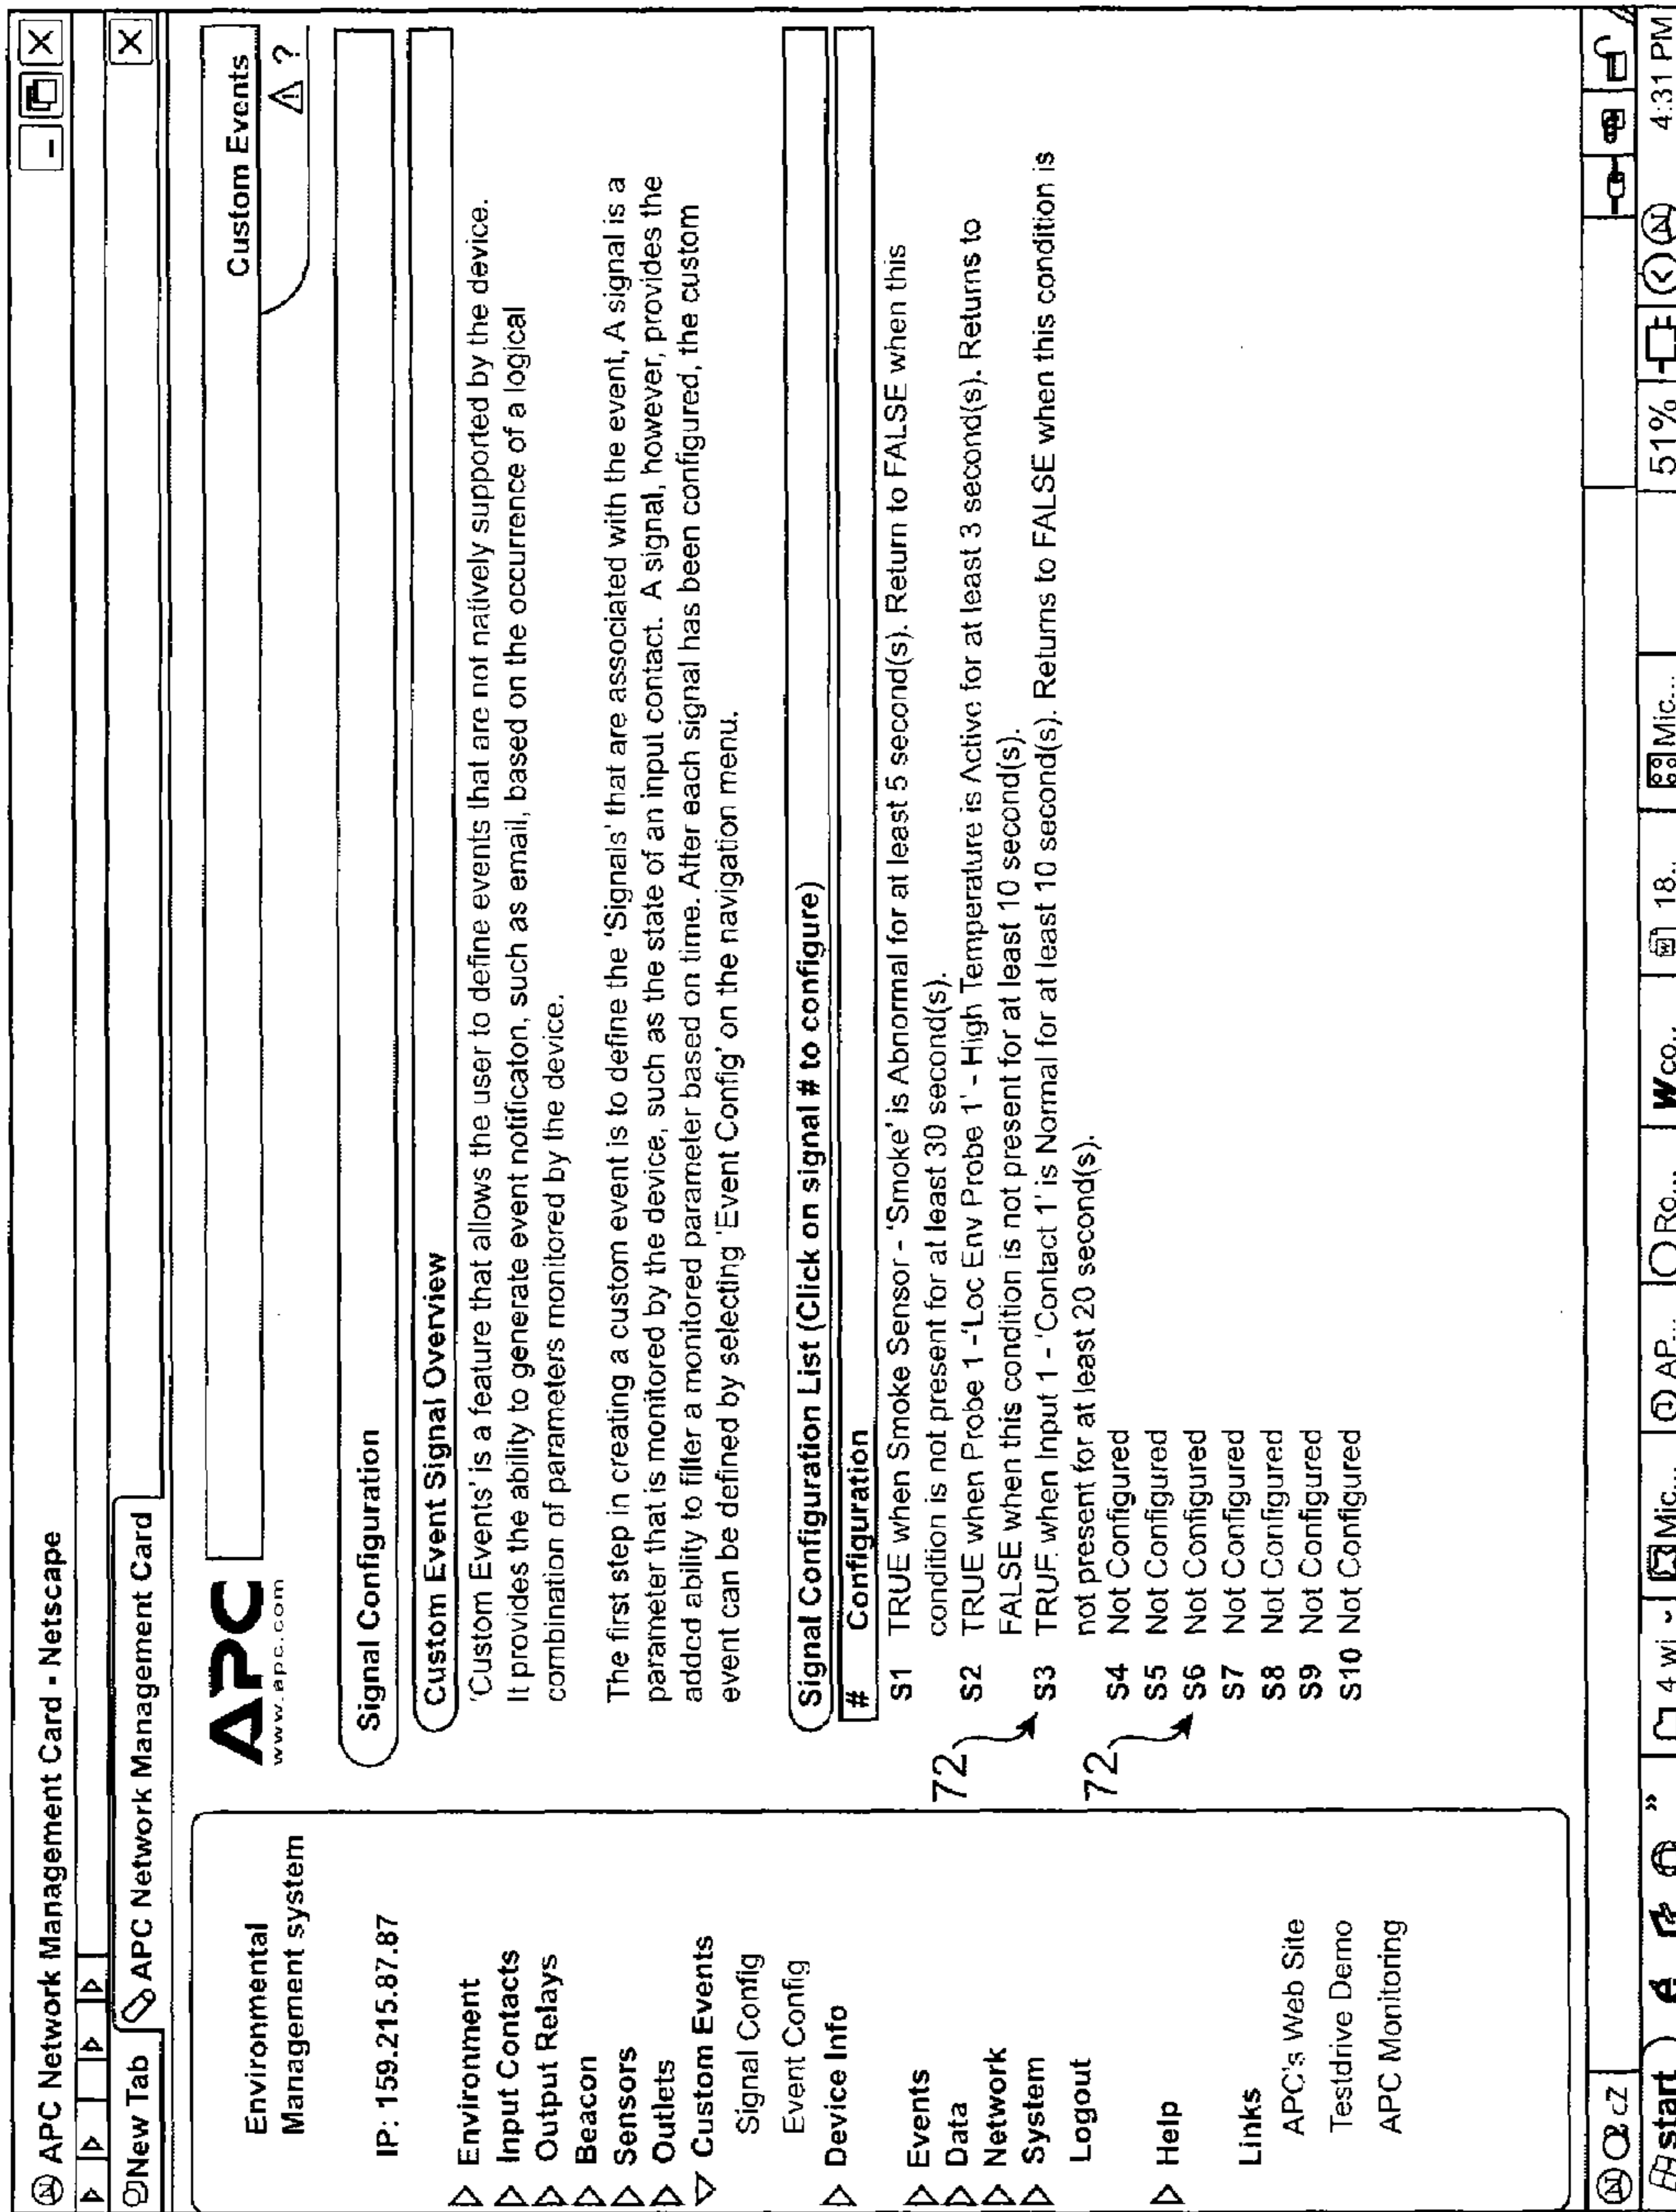 APC Network Management Card - Netscape
New Tab
APC Network Management Card
Environmental
Management system
IP: 159.215.87.87
Environment
Input Contacts
Output Relays
Beacon
Sensors
Outlets
Custom Events
Signal Config
Event Config
Device Info
Events
Data
Network
System
Logout
Help
Links
APC's Web Site
Testdrive Demo
APC Monitoring
APC
www.apc.com
Custom Events
?
Signal Configuration
Custom Event Signal Overview
'Custom Events' is a feature that allows the user to define events that are not natively supported by the device.
It provides the ability to generate event notificaton, such as email, based on the occurrence of a logical
combination of parameters monitored by the device.
The first step in creating a custom event is to define the 'Signals' that are associated with the event, A signal is a
parameter that is monitored by the device, such as the state of an input contact. A signal, however, provides the
added ability to filter a monitored parameter based on time. After each signal has been configured, the custom
event can be defined by selecting 'Event Config' on the navigation menu.
Signal Configuration List (Click on signal # to configure)
# Configuration
S1 TRUE when Smoke Sensor - 'Smoke' is Abnormal for at least 5 second(s). Return to FALSE when this
condition is not present for at least 30 second(s).
S2 TRUE when Probe 1 -'Loc Env Probe 1' - High Temperature is Active for at least 3 second(s). Returns to
FALSE when this condition is not present for at least 10 second(s).
S3 TRUE when Input 1 - 'Contact 1' is Normal for at least 10 second(s). Returns to FALSE when this condition is
not present for at least 20 second(s).
S4 Not Configured
S5 Not Configured
S6 Not Configured
S7 Not Configured
S8 Not Configured
S9 Not Configured
S10 Not Configured
72
72
start » 4 wi Mic... AP... Ro... W co.. 18.. Mic... 51% 4:31 PM